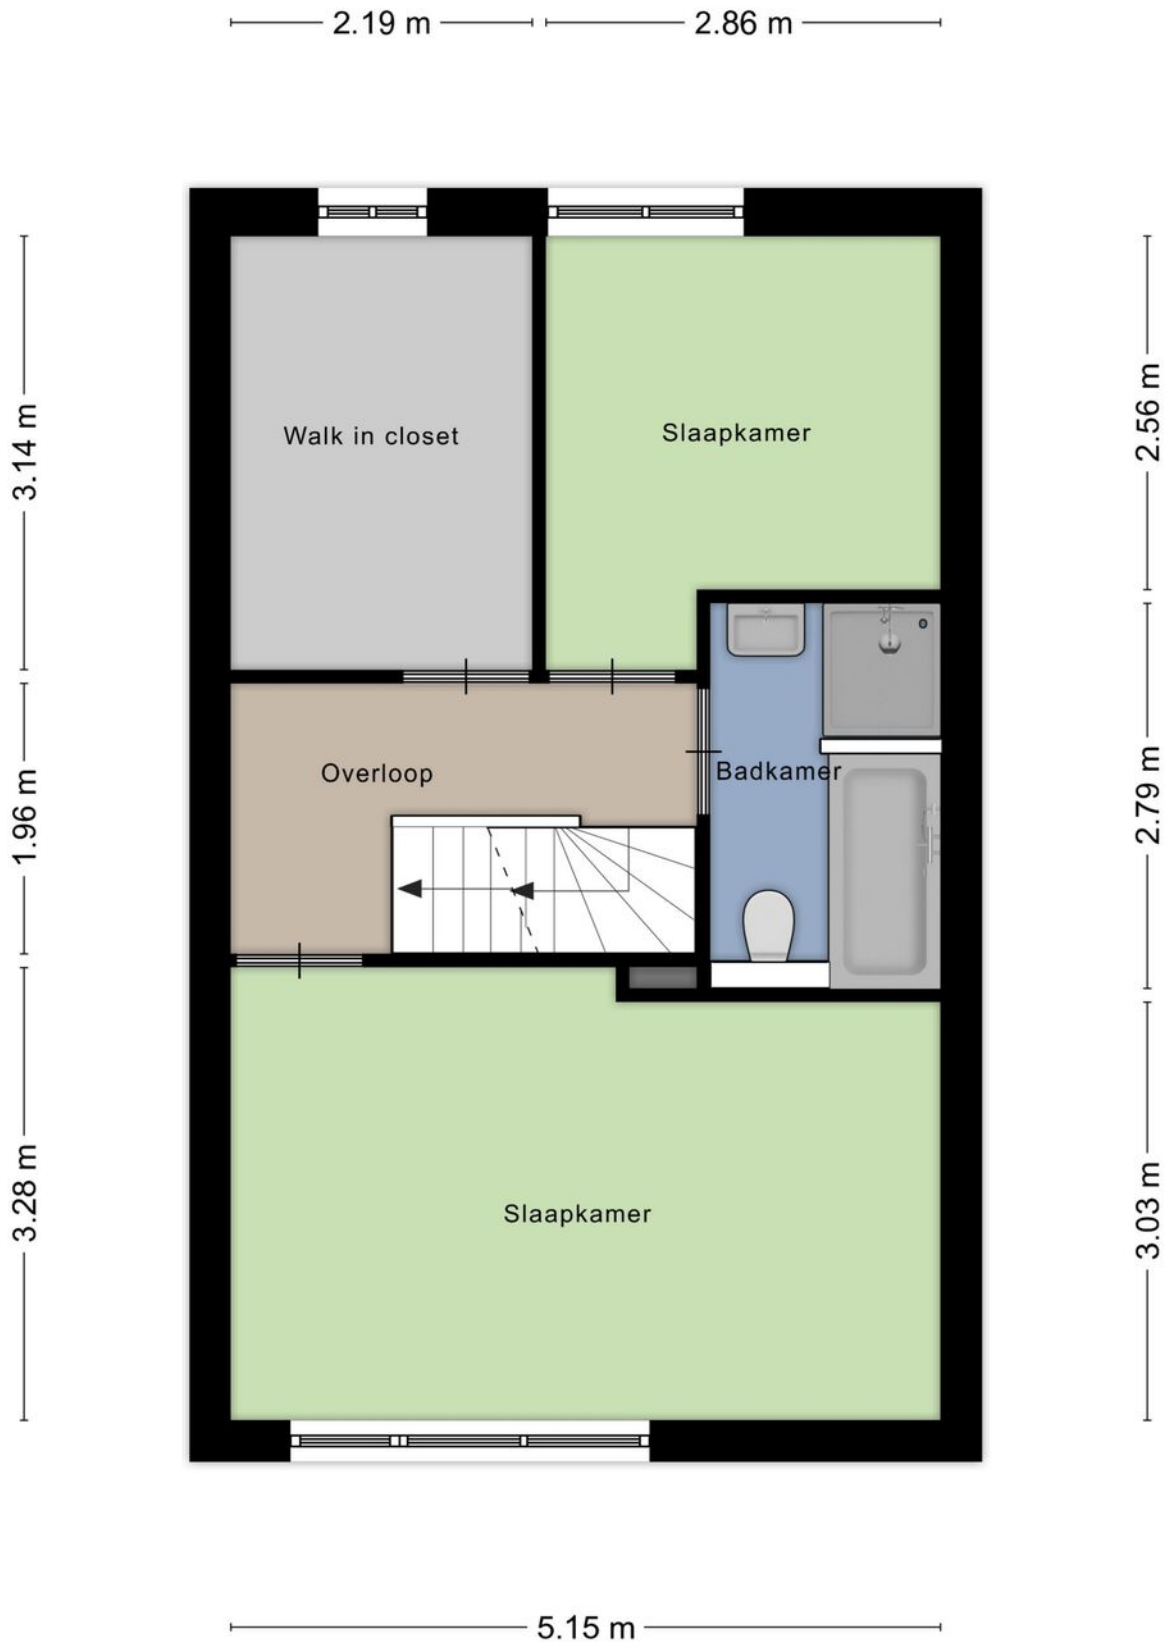 2.19 m
2.86 m
3.14 m
2.56 m
Walk in closet
Slaapkamer
1.96 m
Overloop
Badkamer
2.79 m
3.28 m
Slaapkamer
3.03 m
5.15 m